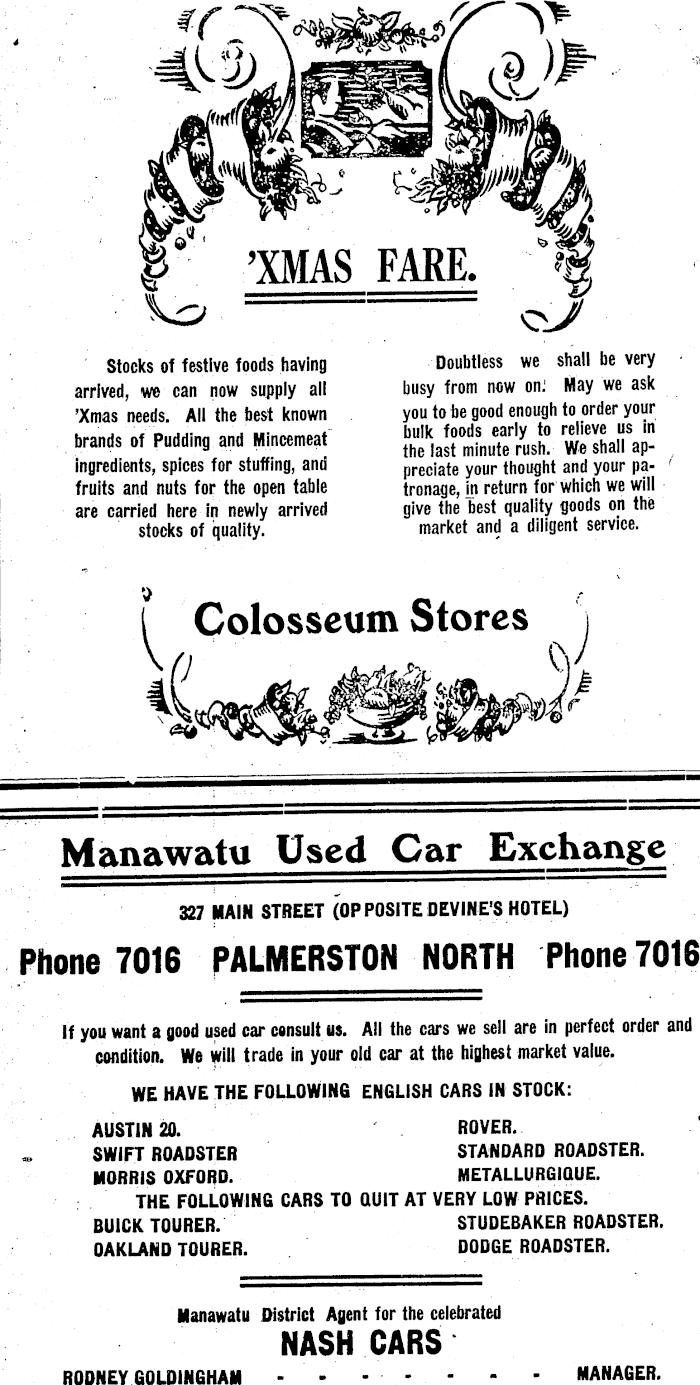 'XMAS FARE.
Stocks of festive foods having
arrived, we can now supply all
'Xmas needs. All the best known
brands of Pudding and Mincemeat
ingredients, spices for stuffing, and
fruits and nuts for the open table
are carried here in newly arrived
stocks of quality.
Doubtless we shall be very
busy from now on. May we ask
you to be good enough to order your
bulk foods early to relieve us in
the last minute rush. We shall ap-
preciate your thought and your pa-
tronage, in return for which we will
give the best quality goods on the
market and a diligent service.
Colosseum Stores
Manawatu Used Car Exchange
327 MAIN STREET (OPPOSITE DEVINE'S HOTEL)
Phone 7016 PALMERSTON NORTH Phone 7016
If you want a good used car consult us. All the cars we sell are in perfect order and
condition. We will trade in your old car at the highest market value.
WE HAVE THE FOLLOWING ENGLISH CARS IN STOCK:
AUSTIN 20. ROVER.
SWIFT ROADSTER STANDARD ROADSTER.
MORRIS OXFORD. METALLURGIQUE.
THE FOLLOWING CARS TO QUIT AT VERY LOW PRICES.
BUICK TOURER. STUDEBAKER ROADSTER.
OAKLAND TOURER. DODGE ROADSTER.
Manawatu District Agent for the celebrated
NASH CARS
RODNEY GOLDINGHAM - - - - - - - MANAGER.